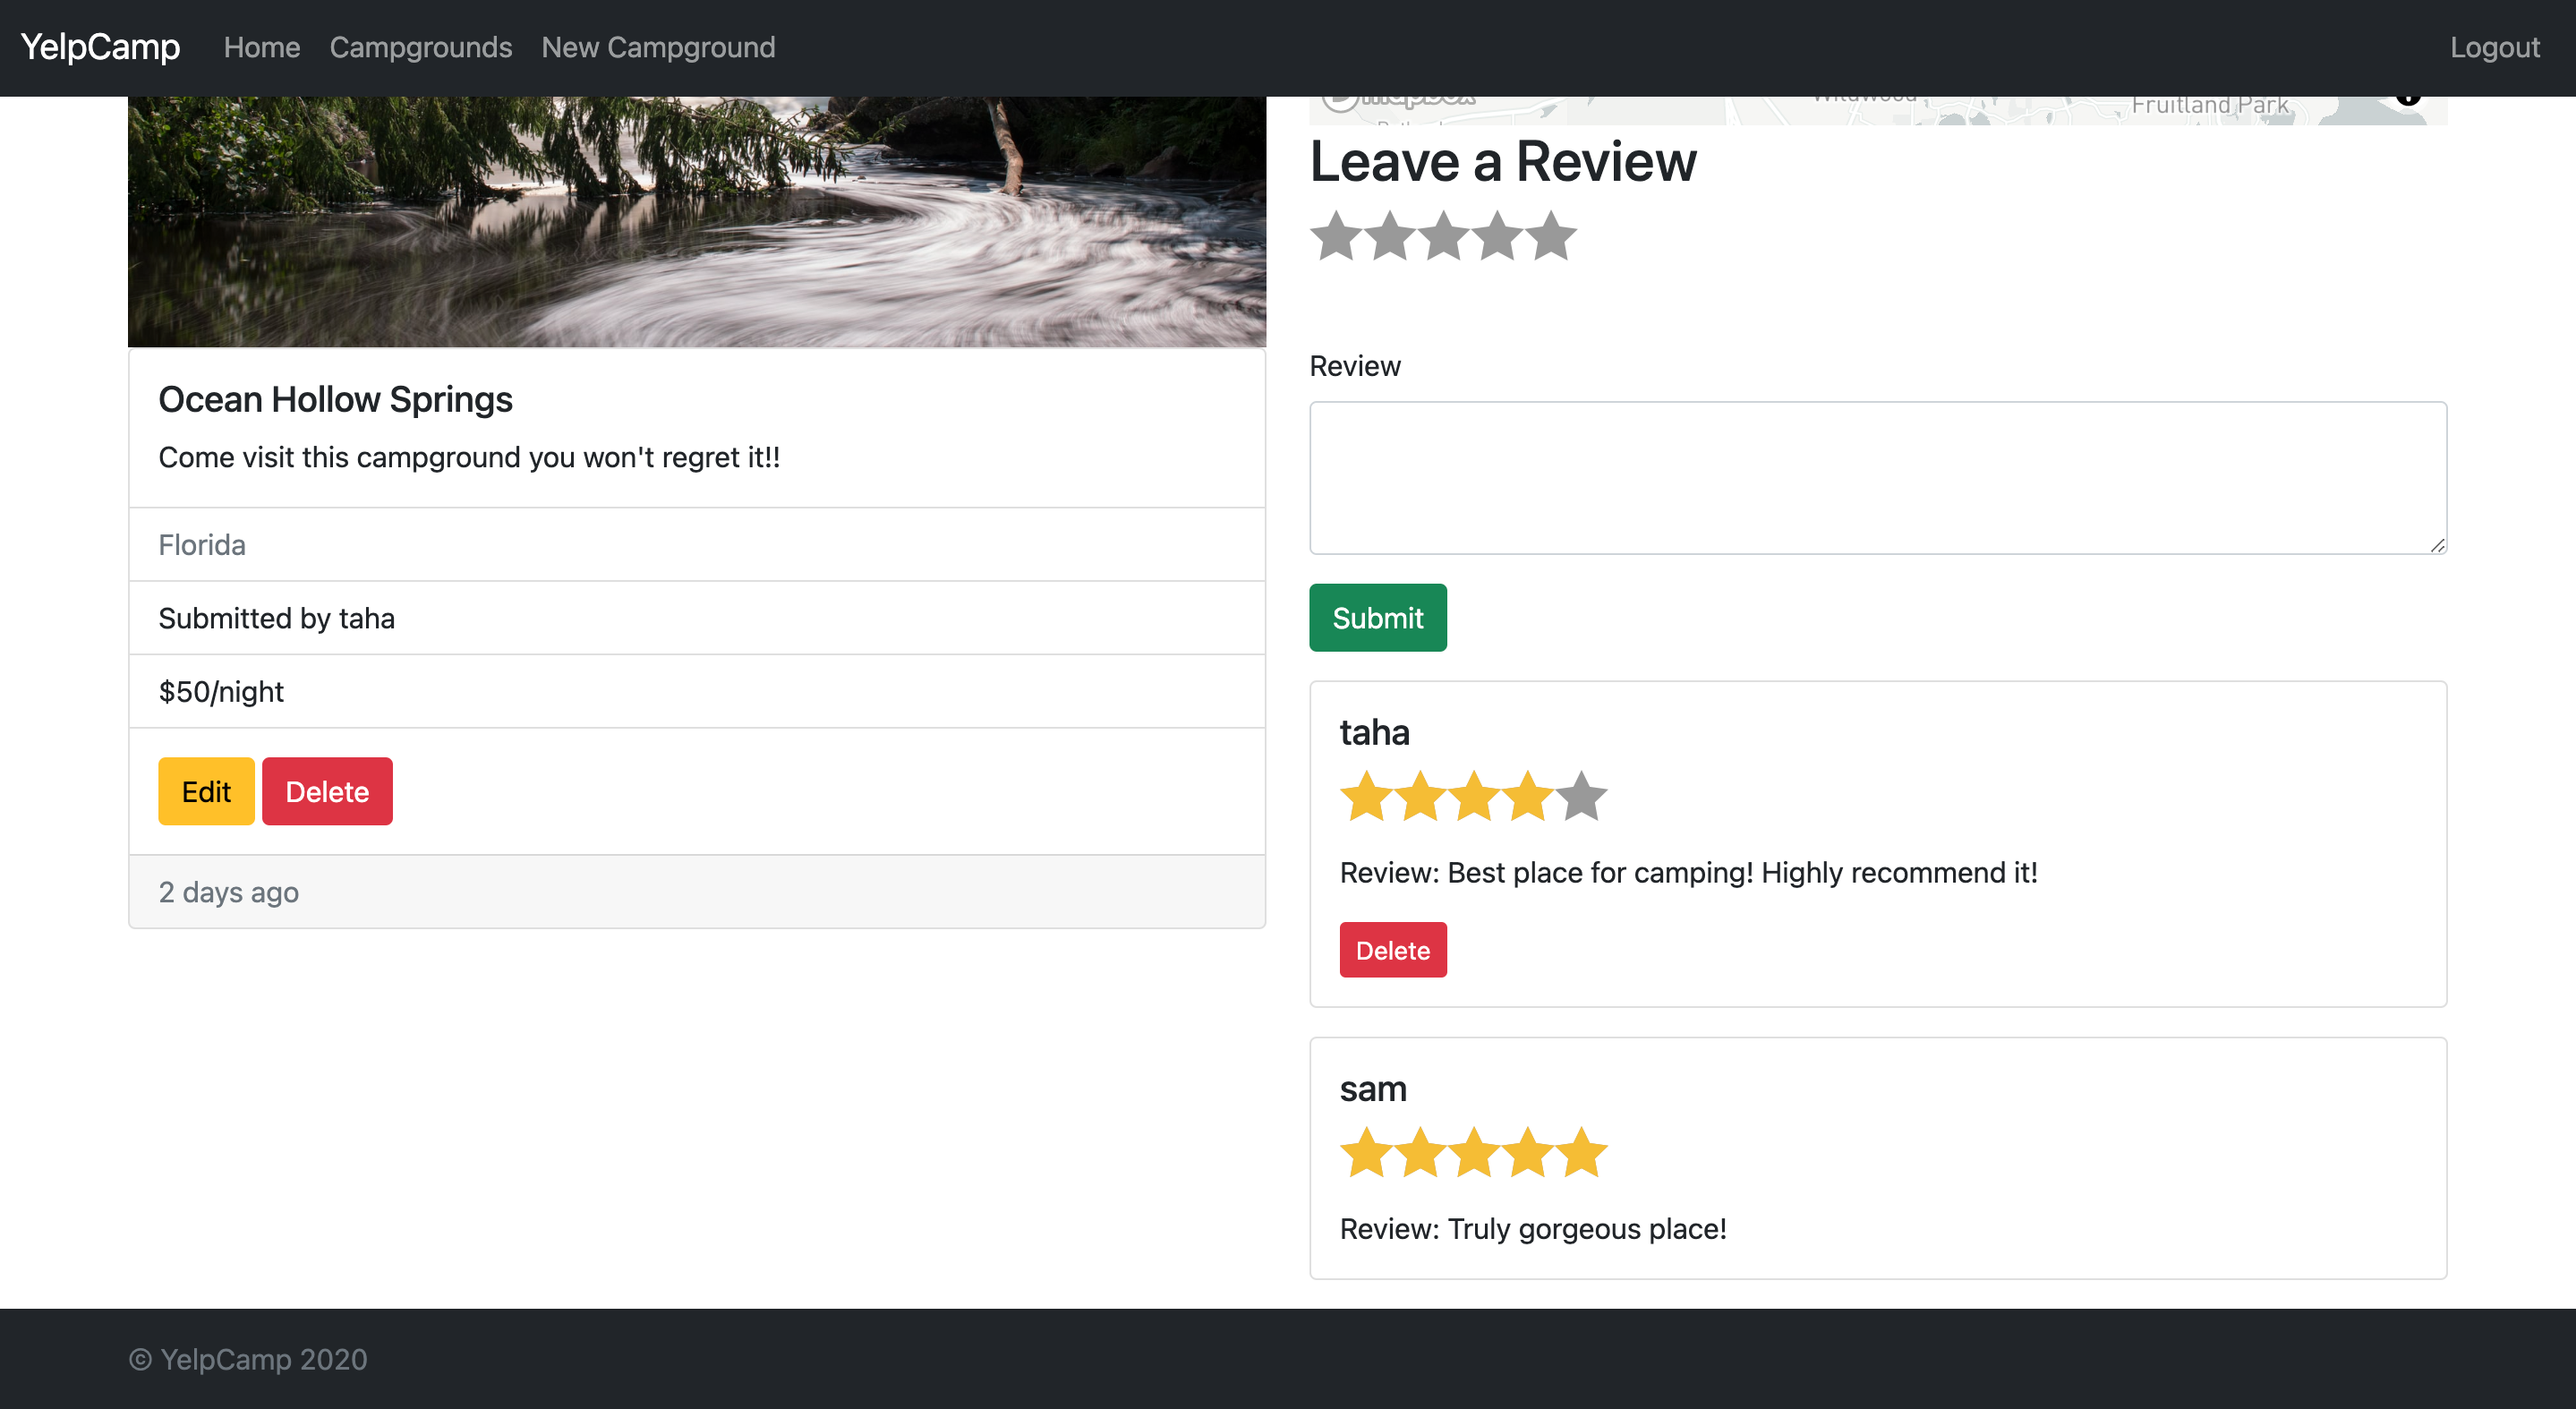 YelpCamp Home Campgrounds New Campground Logout
mapbox
Wildwood
Fruitland Park
Ocean Hollow Springs
Come visit this campground you won't regret it!!
Florida
Submitted by taha
$50/night
Edit Delete
2 days ago
Leave a Review
Review
Submit
taha
Review: Best place for camping! Highly recommend it!
Delete
sam
Review: Truly gorgeous place!
© YelpCamp 2020